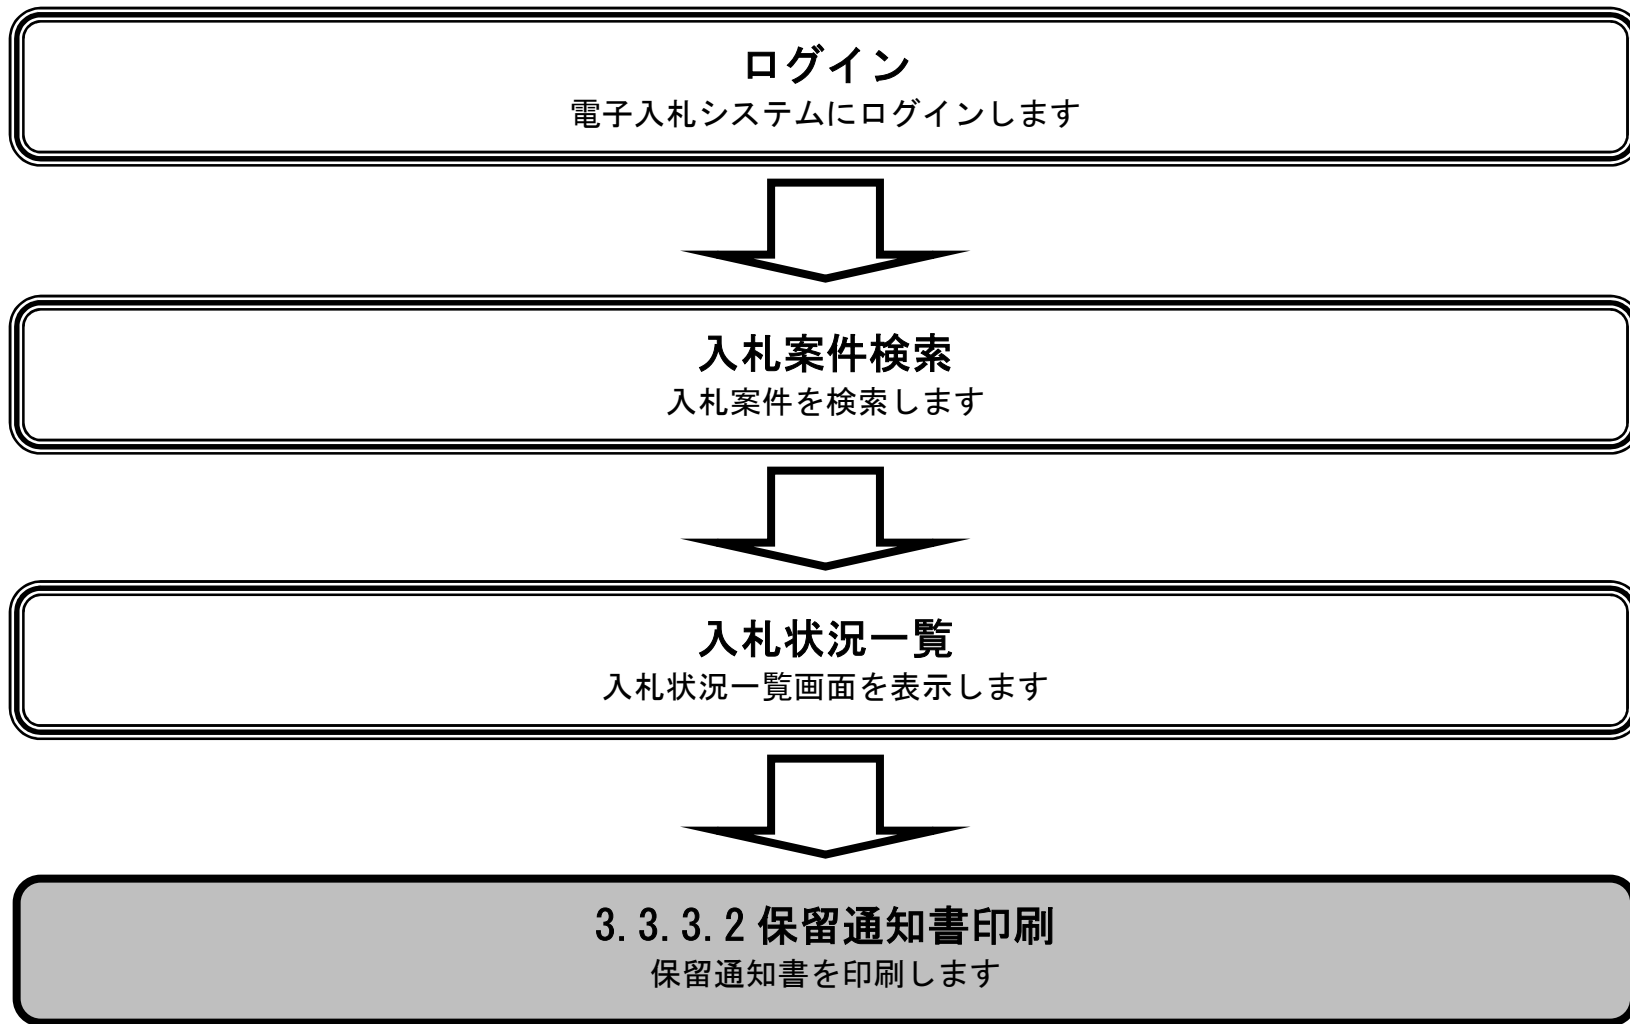 ログイン
電子入札システムにログインします
入札案件検索
入札案件を検索します
入札状況一覧
入札状況一覧画面を表示します
3.3.3.2 保留通知書印刷
保留通知書を印刷します